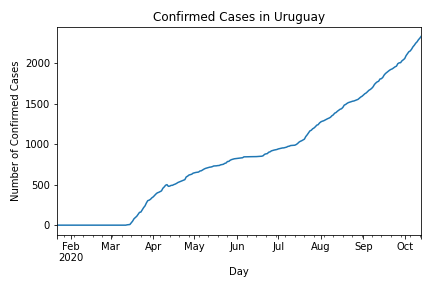 Confirmed Cases in Uruguay
Number of Confirmed Cases
2000
1500
1000
500
0
Feb Mar Apr May Jun Jul Aug Sep Oct
2020
Day